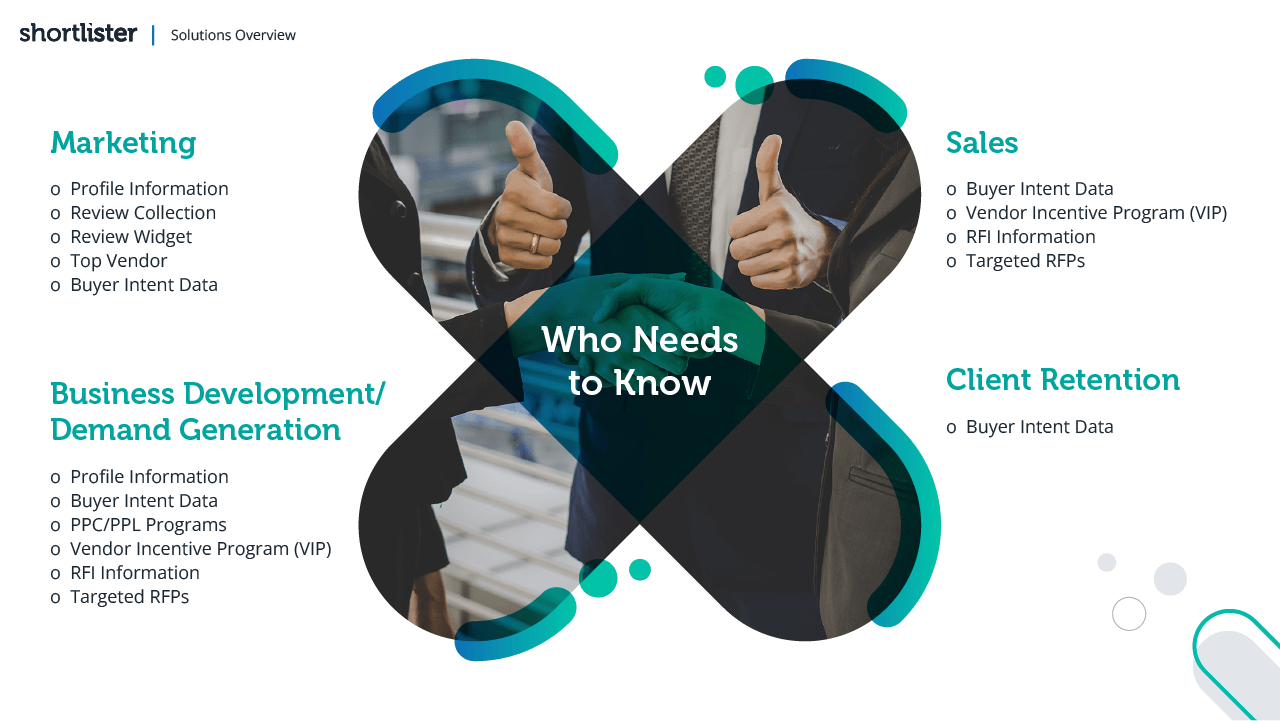 shortlister | Solutions Overview
Marketing
o Profile Information
o Review Collection
o Review Widget
o Top Vendor
o Buyer Intent Data
Business Development/
Demand Generation
o Profile Information
o Buyer Intent Data
o PPC/PPL Programs
o Vendor Incentive Program (VIP)
o RFI Information
o Targeted RFPs
Who Needs
to Know
Sales
o Buyer Intent Data
o Vendor Incentive Program (VIP)
o RFI Information
o Targeted RFPs
Client Retention
o Buyer Intent Data